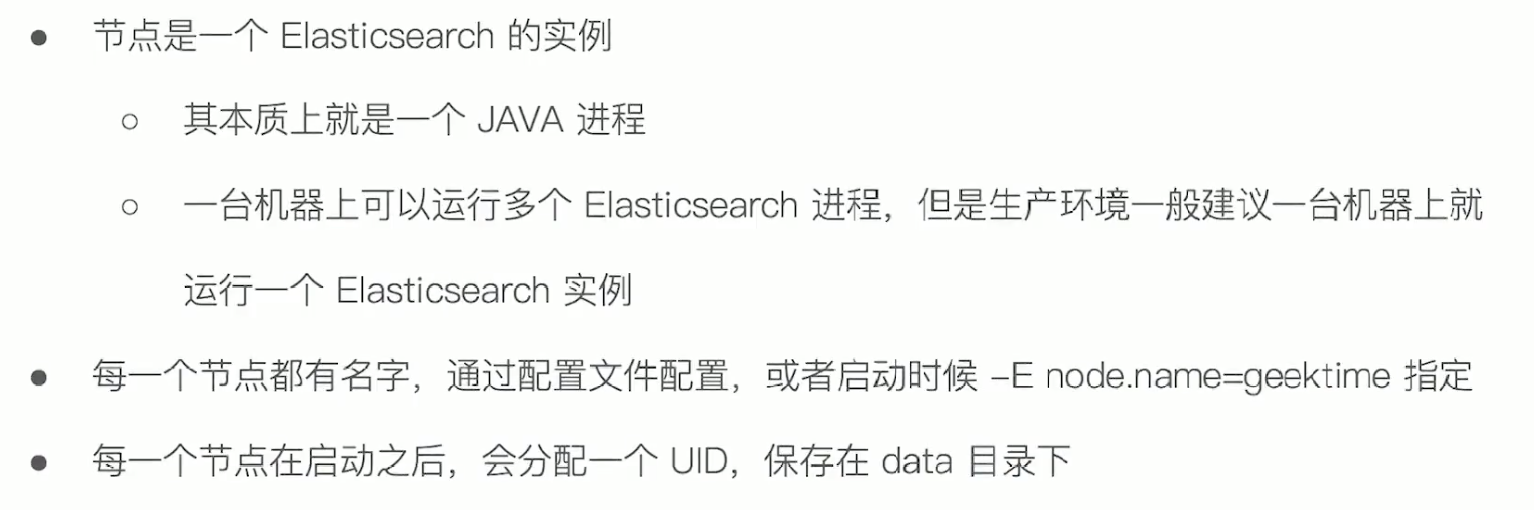 ● 节点是一个 Elasticsearch 的实例
○ 其本质上就是一个 JAVA 进程
○ 一台机器上可以运行多个 Elasticsearch 进程，但是生产环境一般建议一台机器上就
运行一个 Elasticsearch 实例
● 每一个节点都有名字，通过配置文件配置，或者启动时候 –E node.name=geektime 指定
● 每一个节点在启动之后，会分配一个 UID，保存在 data 目录下